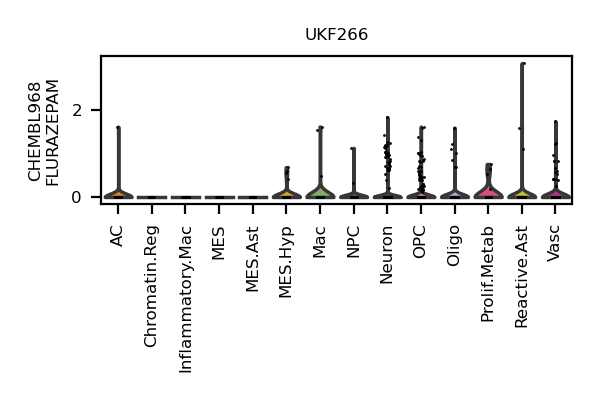 UKF266
CHEMBL968
FLURAZEPAM
2
0
AC
Chromatin.Reg
Inflammatory.Mac
MES
MES.Ast
MES.Hyp
Mac
NPC
Neuron
OPC
Oligo
Prolif.Metab
Reactive.Ast
Vasc